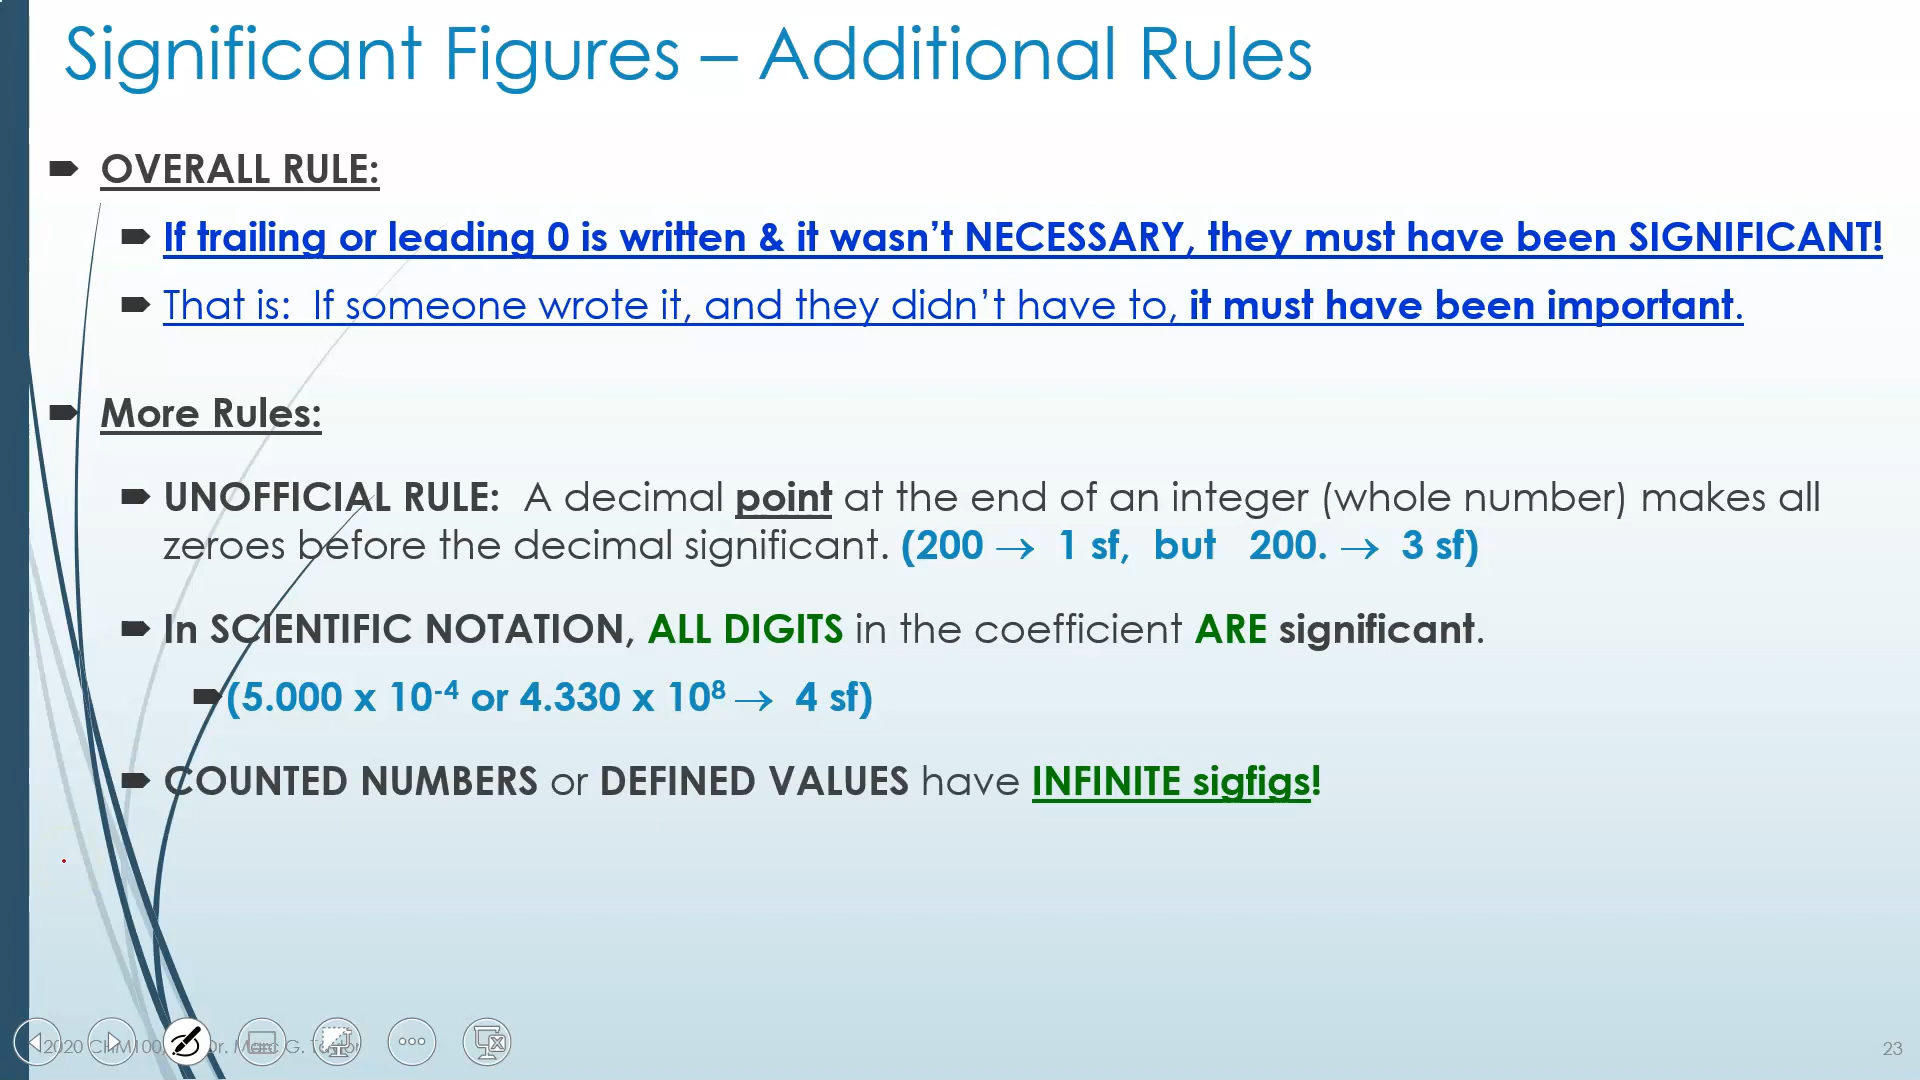 Significant Figures – Additional Rules
OVERALL RULE:
If trailing or leading 0 is written & it wasn’t NECESSARY, they must have been SIGNIFICANT!
That is:  If someone wrote it, and they didn’t have to, it must have been important.
More Rules:
UNOFFICIAL RULE:  A decimal point at the end of an integer (whole number) makes all
zeroes before the decimal significant. (200 →  1 sf,  but   200. →  3 sf)
In SCIENTIFIC NOTATION, ALL DIGITS in the coefficient ARE significant.
(5.000 x 10⁻⁴ or 4.330 x 10⁸ →  4 sf)
COUNTED NUMBERS or DEFINED VALUES have INFINITE sigfigs!
2020 CHM100, Dr. Marc G.
23